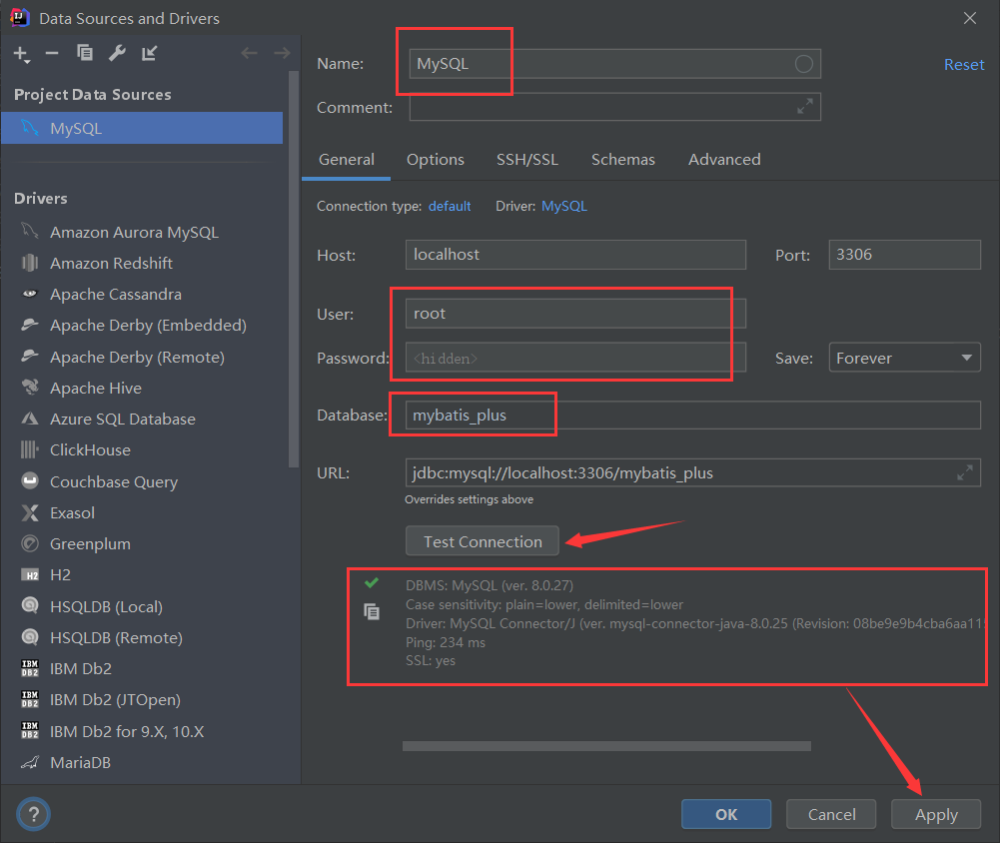 Data Sources and Drivers
Project Data Sources
MySQL
Drivers
Amazon Aurora MySQL
Amazon Redshift
Apache Cassandra
Apache Derby (Embedded)
Apache Derby (Remote)
Apache Hive
Azure SQL Database
ClickHouse
Couchbase Query
Exasol
Greenplum
H2
HSQLDB (Local)
HSQLDB (Remote)
IBM Db2
IBM Db2 (JTOpen)
IBM Db2 for 9.X, 10.X
MariaDB
Name: MySQL Reset
Comment:
General Options SSH/SSL Schemas Advanced
Connection type: default Driver: MySQL
Host: localhost Port: 3306
User: root
Password: <hidden> Save: Forever
Database: mybatis_plus
URL: jdbc:mysql://localhost:3306/mybatis_plus
Overrides settings above
Test Connection
DBMS: MySQL (ver. 8.0.27)
Case sensitivity: plain=lower, delimited=lower
Driver: MySQL Connector/J (ver. mysql-connector-java-8.0.25 (Revision: 08be9e9b4cba6aa115
Ping: 234 ms
SSL: yes
? OK Cancel Apply